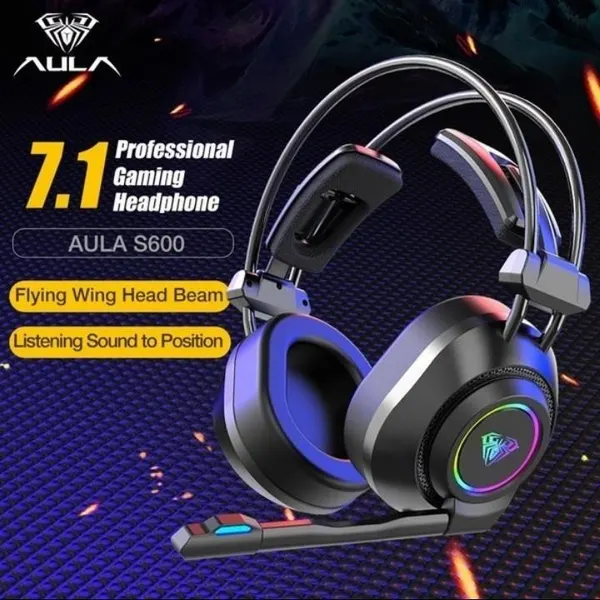 AULA
7.1 Professional
Gaming
Headphone
AULA S600
Flying Wing Head Beam
Listening Sound to Position